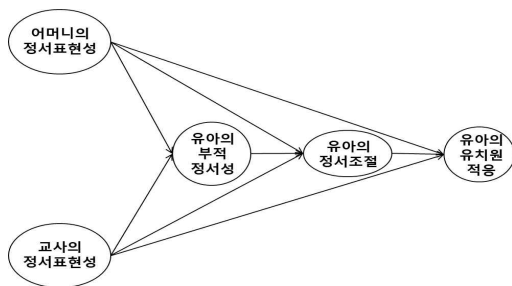 어머니의
정서표현성
유아의
부적
정서성
유아의
정서조절
유아의
유치원
적응
교사의
정서표현성